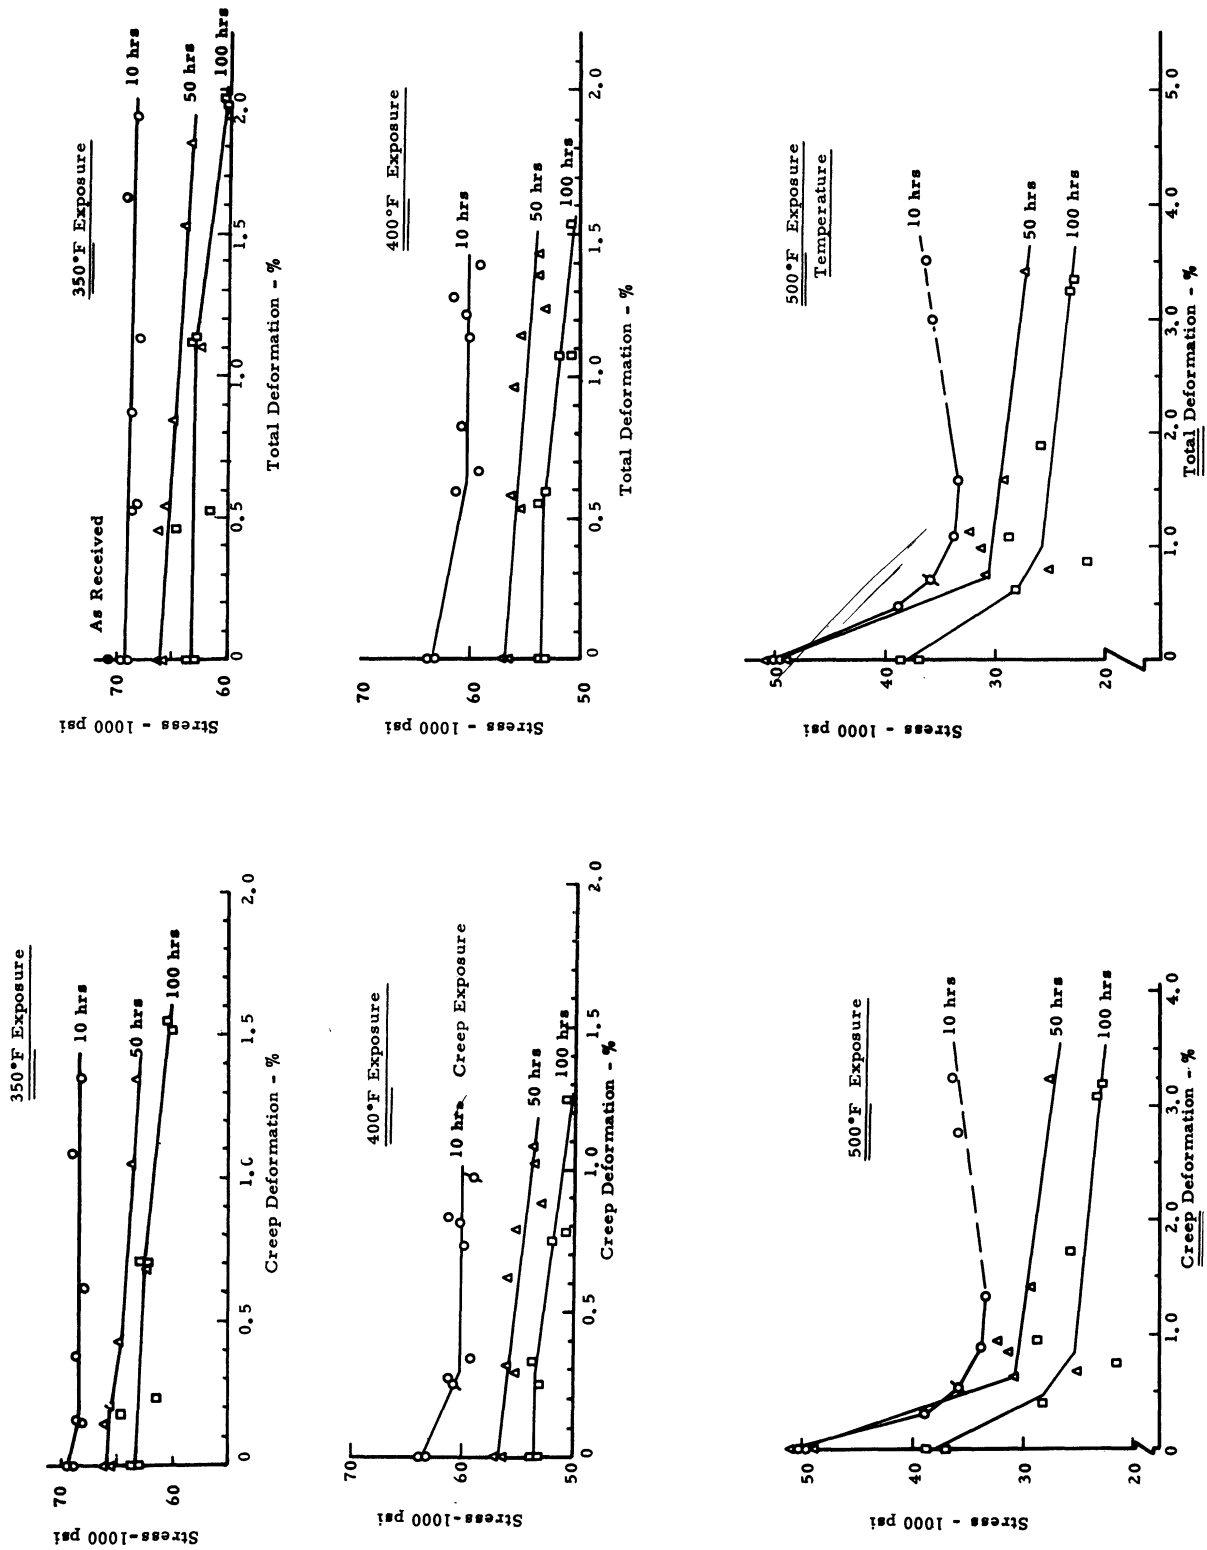 350°F Exposure
Stress-1000 psi
70
60
10 hrs
50 hrs
100 hrs
0
0.5
1.0
1.5
2.0
Creep Deformation - %
350°F Exposure
As Received
Stress - 1000 psi
70
60
10 hrs
50 hrs
100 hrs
0
0.5
1.0
1.5
2.0
Total Deformation - %
400°F Exposure
Stress-1000 psi
70
60
50
10 hrs Creep Exposure
50 hrs
100 hrs
0
0.5
1.0
1.5
2.0
Creep Deformation - %
400°F Exposure
Stress - 1000 psi
70
60
50
10 hrs
50 hrs
100 hrs
0
0.5
1.0
1.5
2.0
Total Deformation - %
500°F Exposure
Stress - 1000 psi
50
40
30
20
10 hrs
50 hrs
100 hrs
0
1.0
2.0
3.0
4.0
Creep Deformation - %
500°F Exposure
Temperature
Stress - 1000 psi
50
40
30
20
10 hrs
50 hrs
100 hrs
0
1.0
2.0
3.0
4.0
5.0
Total Deformation - %